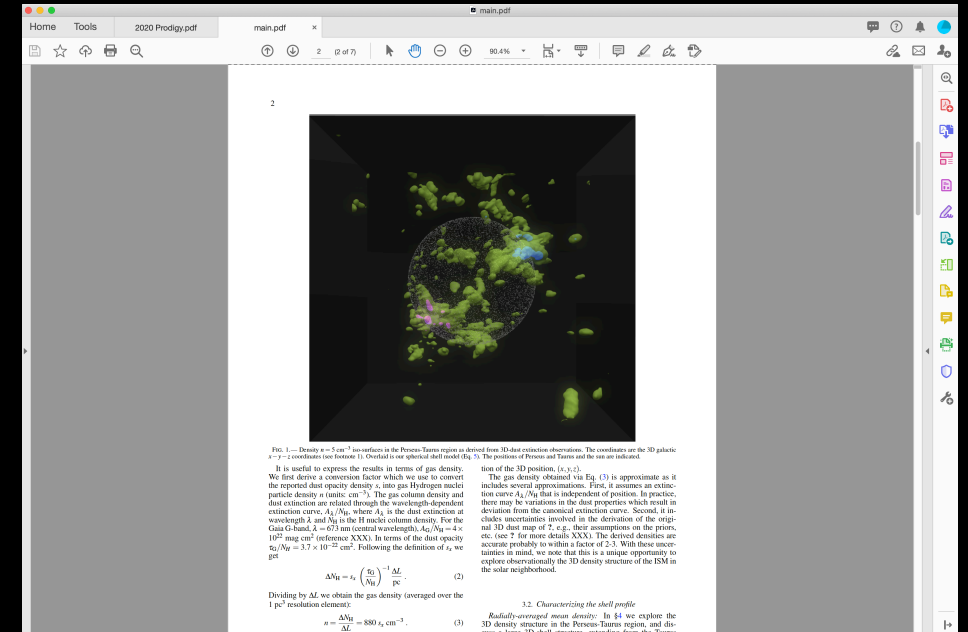 main.pdf
Home Tools 2020 Prodigy.pdf main.pdf ×
2 (2 of 7) 90.4%
2
FIG. 1.— Density n = 5 cm⁻³ iso-surfaces in the Perseus-Taurus region as derived from 3D-dust extinction observations. The coordinates are the 3D galactic
x−y−z coordinates (see footnote 1). Overlaid is our spherical shell model (Eq. 5). The positions of Perseus and Taurus and the sun are indicated.
It is useful to express the results in terms of gas density.
We first derive a conversion factor which we use to convert
the reported dust opacity density s, into gas Hydrogen nuclei
particle density n (units: cm⁻³). The gas column density and
dust extinction are related through the wavelength-dependent
extinction curve, A_λ/N_H, where A_λ is the dust extinction at
wavelength λ and N_H is the H nuclei column density. For the
Gaia G-band, λ = 673 nm (central wavelength), A_G/N_H = 4×
10²² mag cm² (reference XXX). In terms of the dust opacity
τ_G/N_H = 3.7 × 10⁻²² cm². Following the definition of s_x we
get
ΔN_H = s_x (τ_G/N_H)⁻¹ ΔL/pc . (2)
Dividing by ΔL we obtain the gas density (averaged over the
1 pc³ resolution element):
n = ΔN_H/ΔL = 880 s_x cm⁻³ . (3)
tion of the 3D position, (x,y,z).
The gas density obtained via Eq. (3) is approximate as it
includes several approximations. First, it assumes an extinc-
tion curve A_λ/N_H that is independent of position. In practice,
there may be variations in the dust properties which result in
deviation from the canonical extinction curve. Second, it in-
cludes uncertainties involved in the derivation of the origi-
nal 3D dust map of ?, e.g., their assumptions on the priors,
etc. (see ? for more details XXX). The derived densities are
accurate probably to within a factor of 2-3. With these uncer-
tainties in mind, we note that this is a unique opportunity to
explore observationally the 3D density structure of the ISM in
the solar neighborhood.
3.2. Characterizing the shell profile
Radially-averaged mean density: In §4 we explore the
3D density structure in the Perseus-Taurus region, and dis-